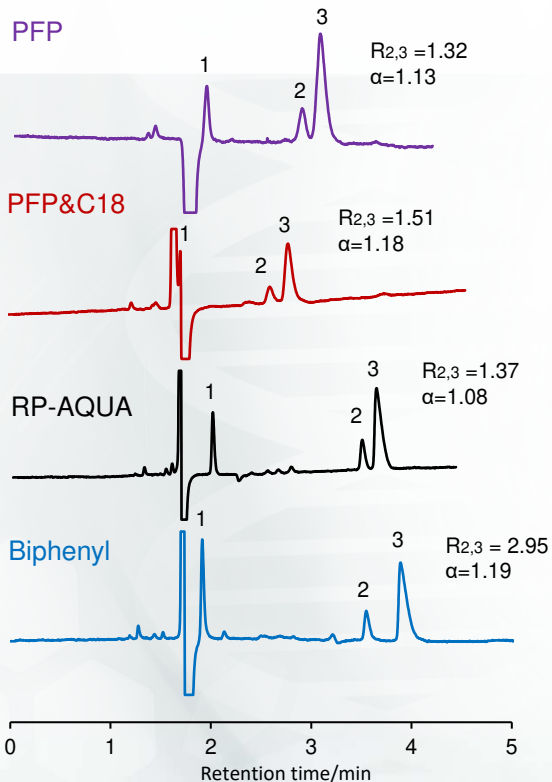 PFP
1
2
3
R2,3 =1.32
α=1.13
PFP&C18
1
2
3
R2,3 =1.51
α=1.18
RP-AQUA
1
2
3
R2,3 =1.37
α=1.08
Biphenyl
1
2
3
R2,3 = 2.95
α=1.19
0 1 2 3 4 5
Retention time/min